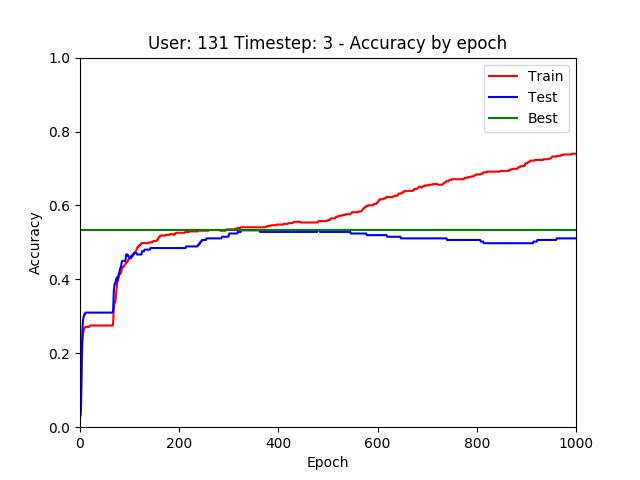 User: 131 Timestep: 3 - Accuracy by epoch
1.0
0.8
0.6
0.4
0.2
0.0
Accuracy
Train
Test
Best
0 200 400 600 800 1000
Epoch